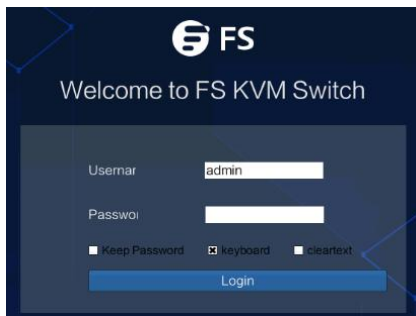 FS
Welcome to FS KVM Switch
Usernar
admin
Passwoi
Keep Password keyboard cleartext
Login